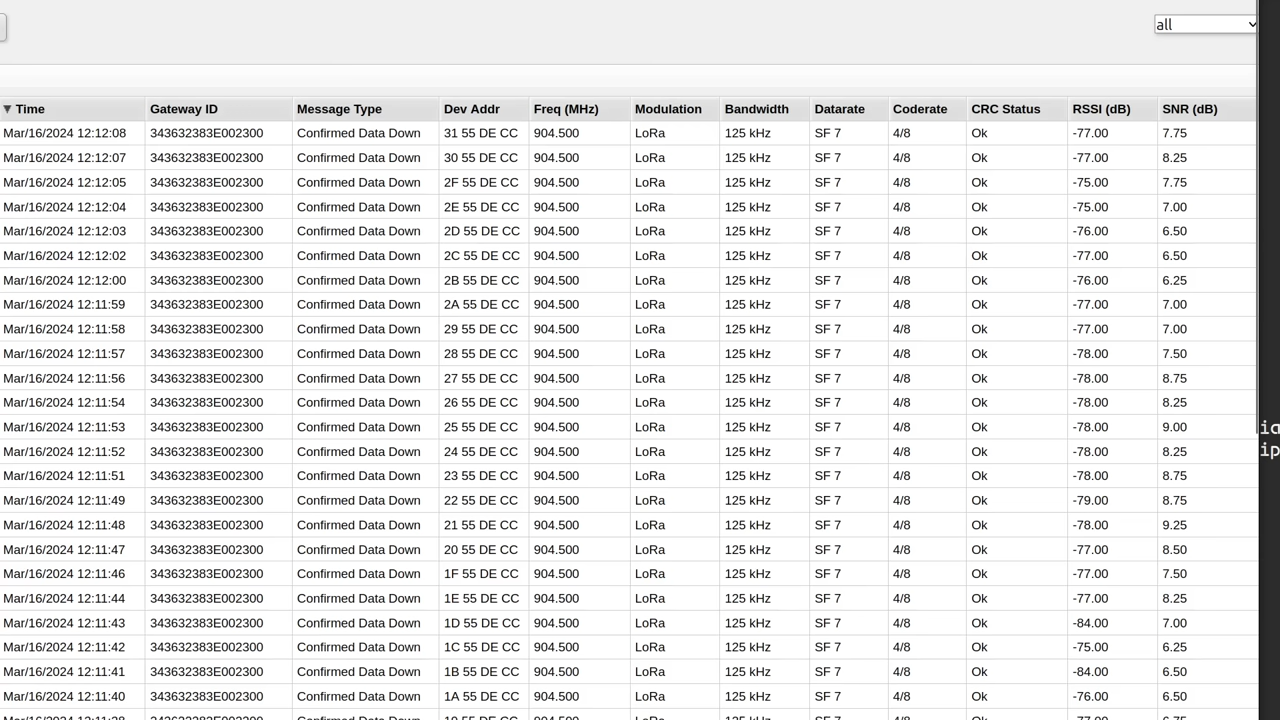 all
Time Gateway ID Message Type Dev Addr Freq (MHz) Modulation Bandwidth Datarate Coderate CRC Status RSSI (dB) SNR (dB)
Mar/16/2024 12:12:08 343632383E002300 Confirmed Data Down 31 55 DE CC 904.500 LoRa 125 kHz SF 7 4/8 Ok -77.00 7.75
Mar/16/2024 12:12:07 343632383E002300 Confirmed Data Down 30 55 DE CC 904.500 LoRa 125 kHz SF 7 4/8 Ok -77.00 8.25
Mar/16/2024 12:12:05 343632383E002300 Confirmed Data Down 2F 55 DE CC 904.500 LoRa 125 kHz SF 7 4/8 Ok -75.00 7.75
Mar/16/2024 12:12:04 343632383E002300 Confirmed Data Down 2E 55 DE CC 904.500 LoRa 125 kHz SF 7 4/8 Ok -75.00 7.00
Mar/16/2024 12:12:03 343632383E002300 Confirmed Data Down 2D 55 DE CC 904.500 LoRa 125 kHz SF 7 4/8 Ok -76.00 6.50
Mar/16/2024 12:12:02 343632383E002300 Confirmed Data Down 2C 55 DE CC 904.500 LoRa 125 kHz SF 7 4/8 Ok -77.00 6.50
Mar/16/2024 12:12:00 343632383E002300 Confirmed Data Down 2B 55 DE CC 904.500 LoRa 125 kHz SF 7 4/8 Ok -76.00 6.25
Mar/16/2024 12:11:59 343632383E002300 Confirmed Data Down 2A 55 DE CC 904.500 LoRa 125 kHz SF 7 4/8 Ok -77.00 7.00
Mar/16/2024 12:11:58 343632383E002300 Confirmed Data Down 29 55 DE CC 904.500 LoRa 125 kHz SF 7 4/8 Ok -77.00 7.00
Mar/16/2024 12:11:57 343632383E002300 Confirmed Data Down 28 55 DE CC 904.500 LoRa 125 kHz SF 7 4/8 Ok -78.00 7.50
Mar/16/2024 12:11:56 343632383E002300 Confirmed Data Down 27 55 DE CC 904.500 LoRa 125 kHz SF 7 4/8 Ok -78.00 8.75
Mar/16/2024 12:11:54 343632383E002300 Confirmed Data Down 26 55 DE CC 904.500 LoRa 125 kHz SF 7 4/8 Ok -78.00 8.25
Mar/16/2024 12:11:53 343632383E002300 Confirmed Data Down 25 55 DE CC 904.500 LoRa 125 kHz SF 7 4/8 Ok -78.00 9.00
Mar/16/2024 12:11:52 343632383E002300 Confirmed Data Down 24 55 DE CC 904.500 LoRa 125 kHz SF 7 4/8 Ok -78.00 8.25
Mar/16/2024 12:11:51 343632383E002300 Confirmed Data Down 23 55 DE CC 904.500 LoRa 125 kHz SF 7 4/8 Ok -78.00 8.75
Mar/16/2024 12:11:49 343632383E002300 Confirmed Data Down 22 55 DE CC 904.500 LoRa 125 kHz SF 7 4/8 Ok -79.00 8.75
Mar/16/2024 12:11:48 343632383E002300 Confirmed Data Down 21 55 DE CC 904.500 LoRa 125 kHz SF 7 4/8 Ok -78.00 9.25
Mar/16/2024 12:11:47 343632383E002300 Confirmed Data Down 20 55 DE CC 904.500 LoRa 125 kHz SF 7 4/8 Ok -77.00 8.50
Mar/16/2024 12:11:46 343632383E002300 Confirmed Data Down 1F 55 DE CC 904.500 LoRa 125 kHz SF 7 4/8 Ok -77.00 7.50
Mar/16/2024 12:11:44 343632383E002300 Confirmed Data Down 1E 55 DE CC 904.500 LoRa 125 kHz SF 7 4/8 Ok -77.00 8.25
Mar/16/2024 12:11:43 343632383E002300 Confirmed Data Down 1D 55 DE CC 904.500 LoRa 125 kHz SF 7 4/8 Ok -84.00 7.00
Mar/16/2024 12:11:42 343632383E002300 Confirmed Data Down 1C 55 DE CC 904.500 LoRa 125 kHz SF 7 4/8 Ok -75.00 6.25
Mar/16/2024 12:11:41 343632383E002300 Confirmed Data Down 1B 55 DE CC 904.500 LoRa 125 kHz SF 7 4/8 Ok -84.00 6.50
Mar/16/2024 12:11:40 343632383E002300 Confirmed Data Down 1A 55 DE CC 904.500 LoRa 125 kHz SF 7 4/8 Ok -76.00 6.50